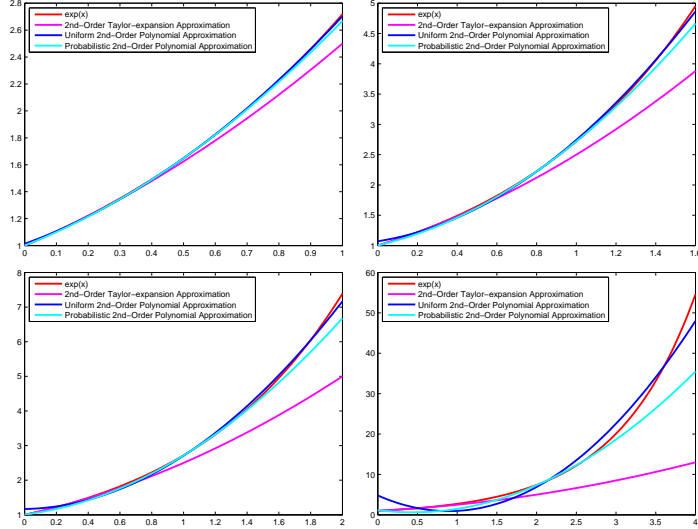 2.8
2.6
2.4
2.2
2
1.8
1.6
1.4
1.2
1
0 0.1 0.2 0.3 0.4 0.5 0.6 0.7 0.8 0.9 1
exp(x)
2nd−Order Taylor−expansion Approximation
Uniform 2nd−Order Polynomial Approximation
Probabilistic 2nd−Order Polynomial Approximation
5
4.5
4
3.5
3
2.5
2
1.5
1
0 0.2 0.4 0.6 0.8 1 1.2 1.4 1.6
exp(x)
2nd−Order Taylor−expansion Approximation
Uniform 2nd−Order Polynomial Approximation
Probabilistic 2nd−Order Polynomial Approximation
8
7
6
5
4
3
2
1
0 0.2 0.4 0.6 0.8 1 1.2 1.4 1.6 1.8 2
exp(x)
2nd−Order Taylor−expansion Approximation
Uniform 2nd−Order Polynomial Approximation
Probabilistic 2nd−Order Polynomial Approximation
60
50
40
30
20
10
0
0 0.5 1 1.5 2 2.5 3 3.5 4
exp(x)
2nd−Order Taylor−expansion Approximation
Uniform 2nd−Order Polynomial Approximation
Probabilistic 2nd−Order Polynomial Approximation